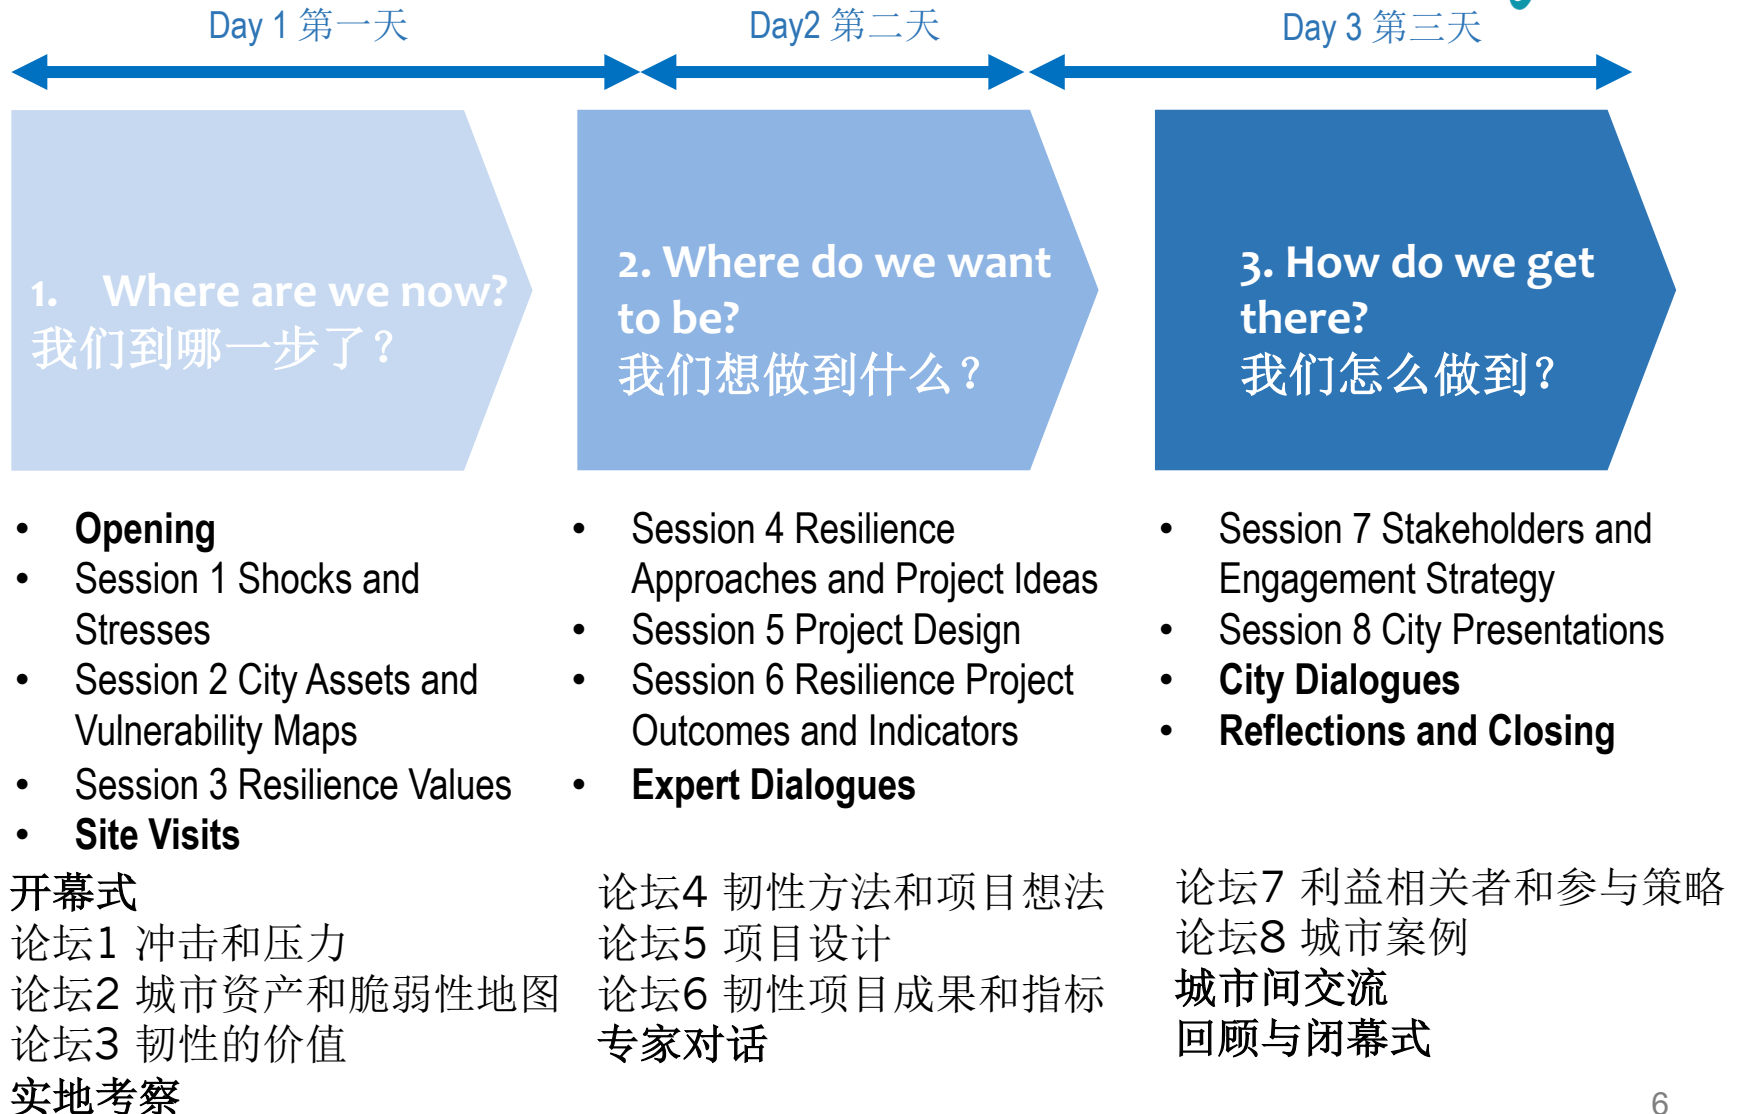 Day 1 第一天
Day2 第二天
Day 3 第三天
1. Where are we now?
我们到哪一步了？
2. Where do we want
to be?
我们想做到什么？
3. How do we get
there?
我们怎么做到？
• Opening
• Session 1 Shocks and
Stresses
• Session 2 City Assets and
Vulnerability Maps
• Session 3 Resilience Values
• Site Visits
开幕式
论坛1 冲击和压力
论坛2 城市资产和脆弱性地图
论坛3 韧性的价值
实地考察
• Session 4 Resilience
Approaches and Project Ideas
• Session 5 Project Design
• Session 6 Resilience Project
Outcomes and Indicators
• Expert Dialogues
论坛4 韧性方法和项目想法
论坛5 项目设计
论坛6 韧性项目成果和指标
专家对话
• Session 7 Stakeholders and
Engagement Strategy
• Session 8 City Presentations
• City Dialogues
• Reflections and Closing
论坛7 利益相关者和参与策略
论坛8 城市案例
城市间交流
回顾与闭幕式
6